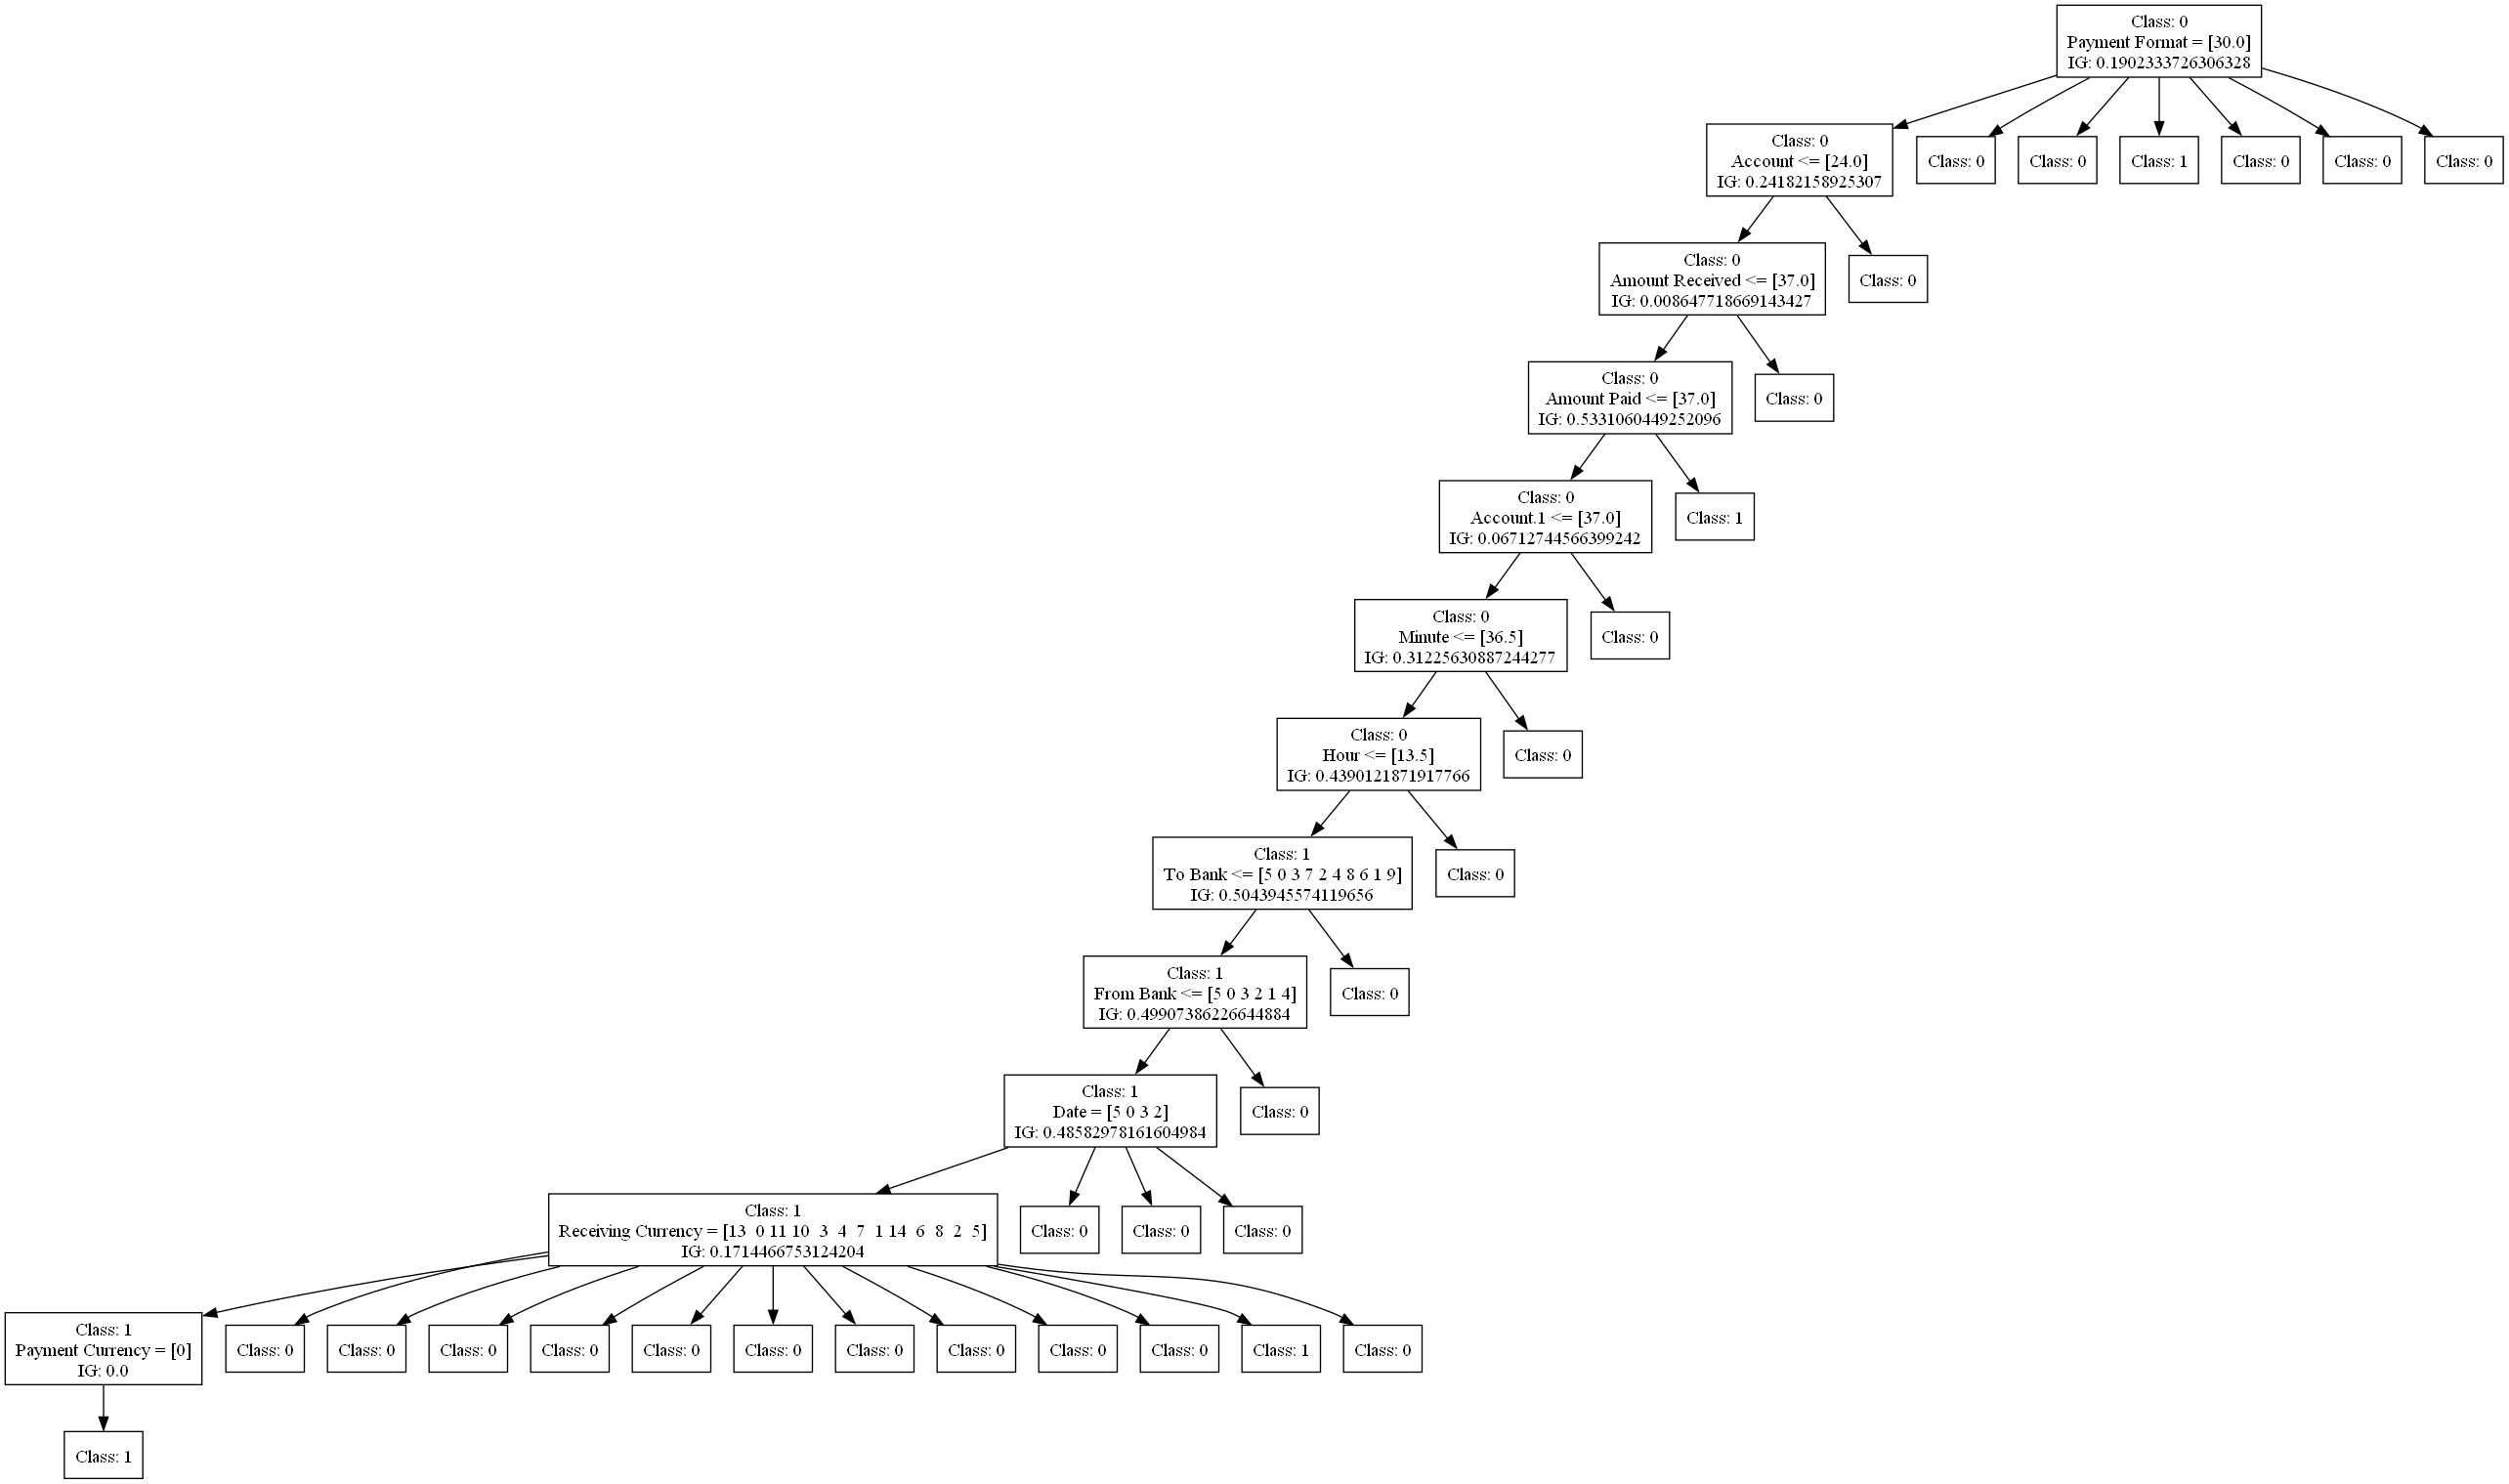 Class: 0
Payment Format = [30.0]
IG: 0.1902333726306328
Class: 0
Account <= [24.0]
IG: 0.24182158925307
Class: 0
Class: 0
Class: 1
Class: 0
Class: 0
Class: 0
Class: 0
Amount Received <= [37.0]
IG: 0.008647718669143427
Class: 0
Class: 0
Amount Paid <= [37.0]
IG: 0.5331060449252096
Class: 0
Class: 0
Account.1 <= [37.0]
IG: 0.06712744566399242
Class: 1
Class: 0
Minute <= [36.5]
IG: 0.31225630887244277
Class: 0
Class: 0
Hour <= [13.5]
IG: 0.4390121871917766
Class: 0
Class: 1
To Bank <= [5 0 3 7 2 4 8 6 1 9]
IG: 0.5043945574119656
Class: 0
Class: 1
From Bank <= [5 0 3 2 1 4]
IG: 0.49907386226644884
Class: 0
Class: 1
Date = [5 0 3 2]
IG: 0.48582978161604984
Class: 0
Class: 1
Receiving Currency = [13  0 11 10  3  4  7  1 14  6  8  2  5]
IG: 0.1714466753124204
Class: 0
Class: 0
Class: 0
Class: 1
Payment Currency = [0]
IG: 0.0
Class: 0
Class: 0
Class: 0
Class: 0
Class: 0
Class: 0
Class: 0
Class: 0
Class: 0
Class: 0
Class: 1
Class: 0
Class: 1